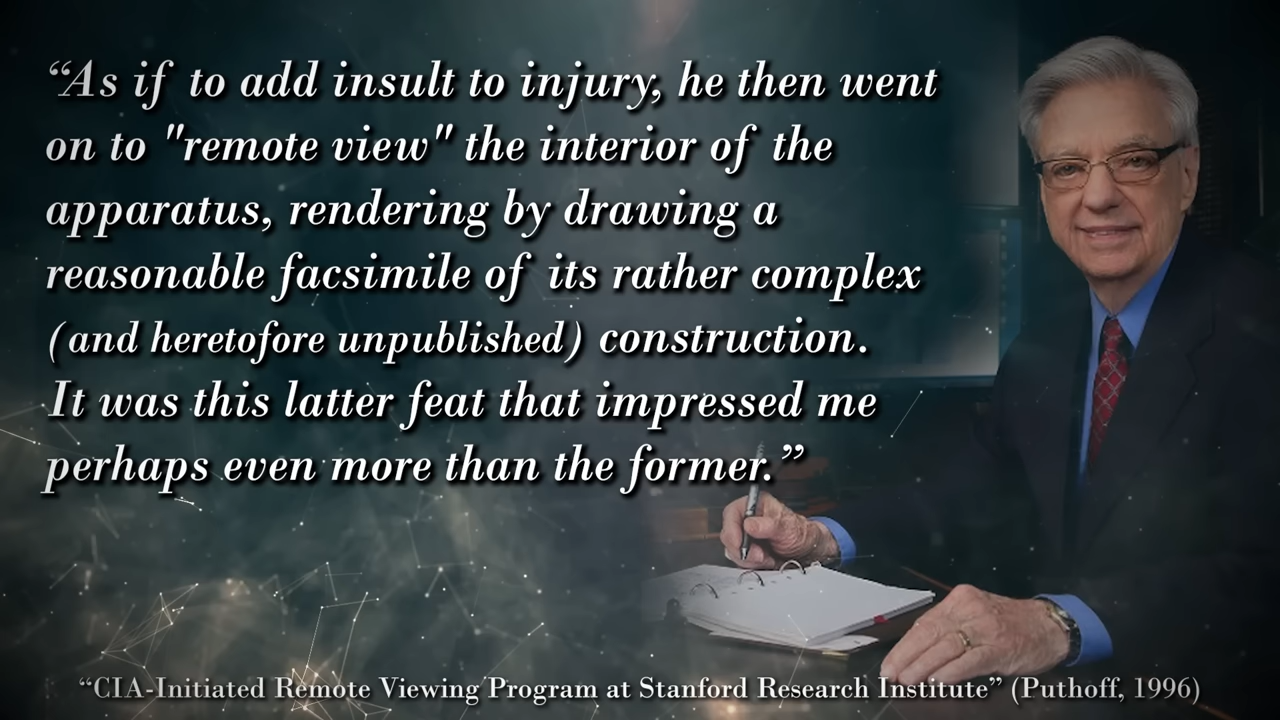 “As if to add insult to injury, he then went
on to "remote view" the interior of the
apparatus, rendering by drawing a
reasonable facsimile of its rather complex
(and heretofore unpublished) construction.
It was this latter feat that impressed me
perhaps even more than the former.”
“CIA-Initiated Remote Viewing Program at Stanford Research Institute” (Puthoff, 1996)